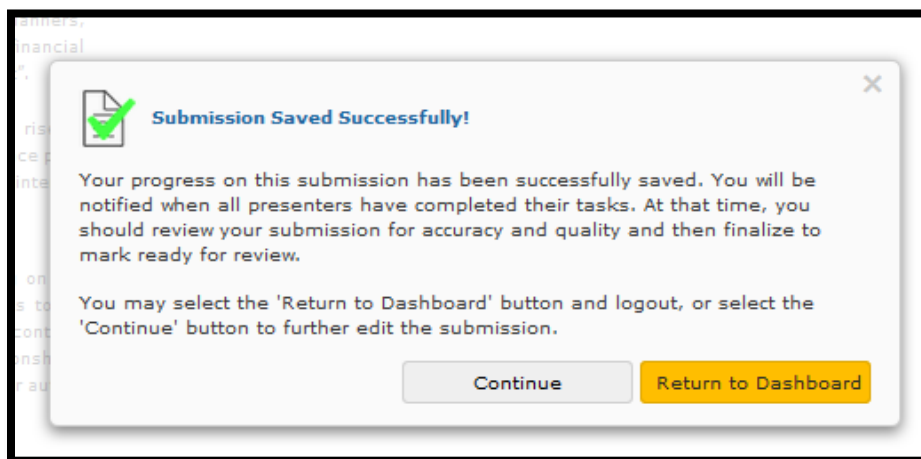 anners,
inancial
Submission Saved Successfully!
Your progress on this submission has been successfully saved. You will be
notified when all presenters have completed their tasks. At that time, you
should review your submission for accuracy and quality and then finalize to
mark ready for review.
You may select the 'Return to Dashboard' button and logout, or select the
'Continue' button to further edit the submission.
Continue
Return to Dashboard